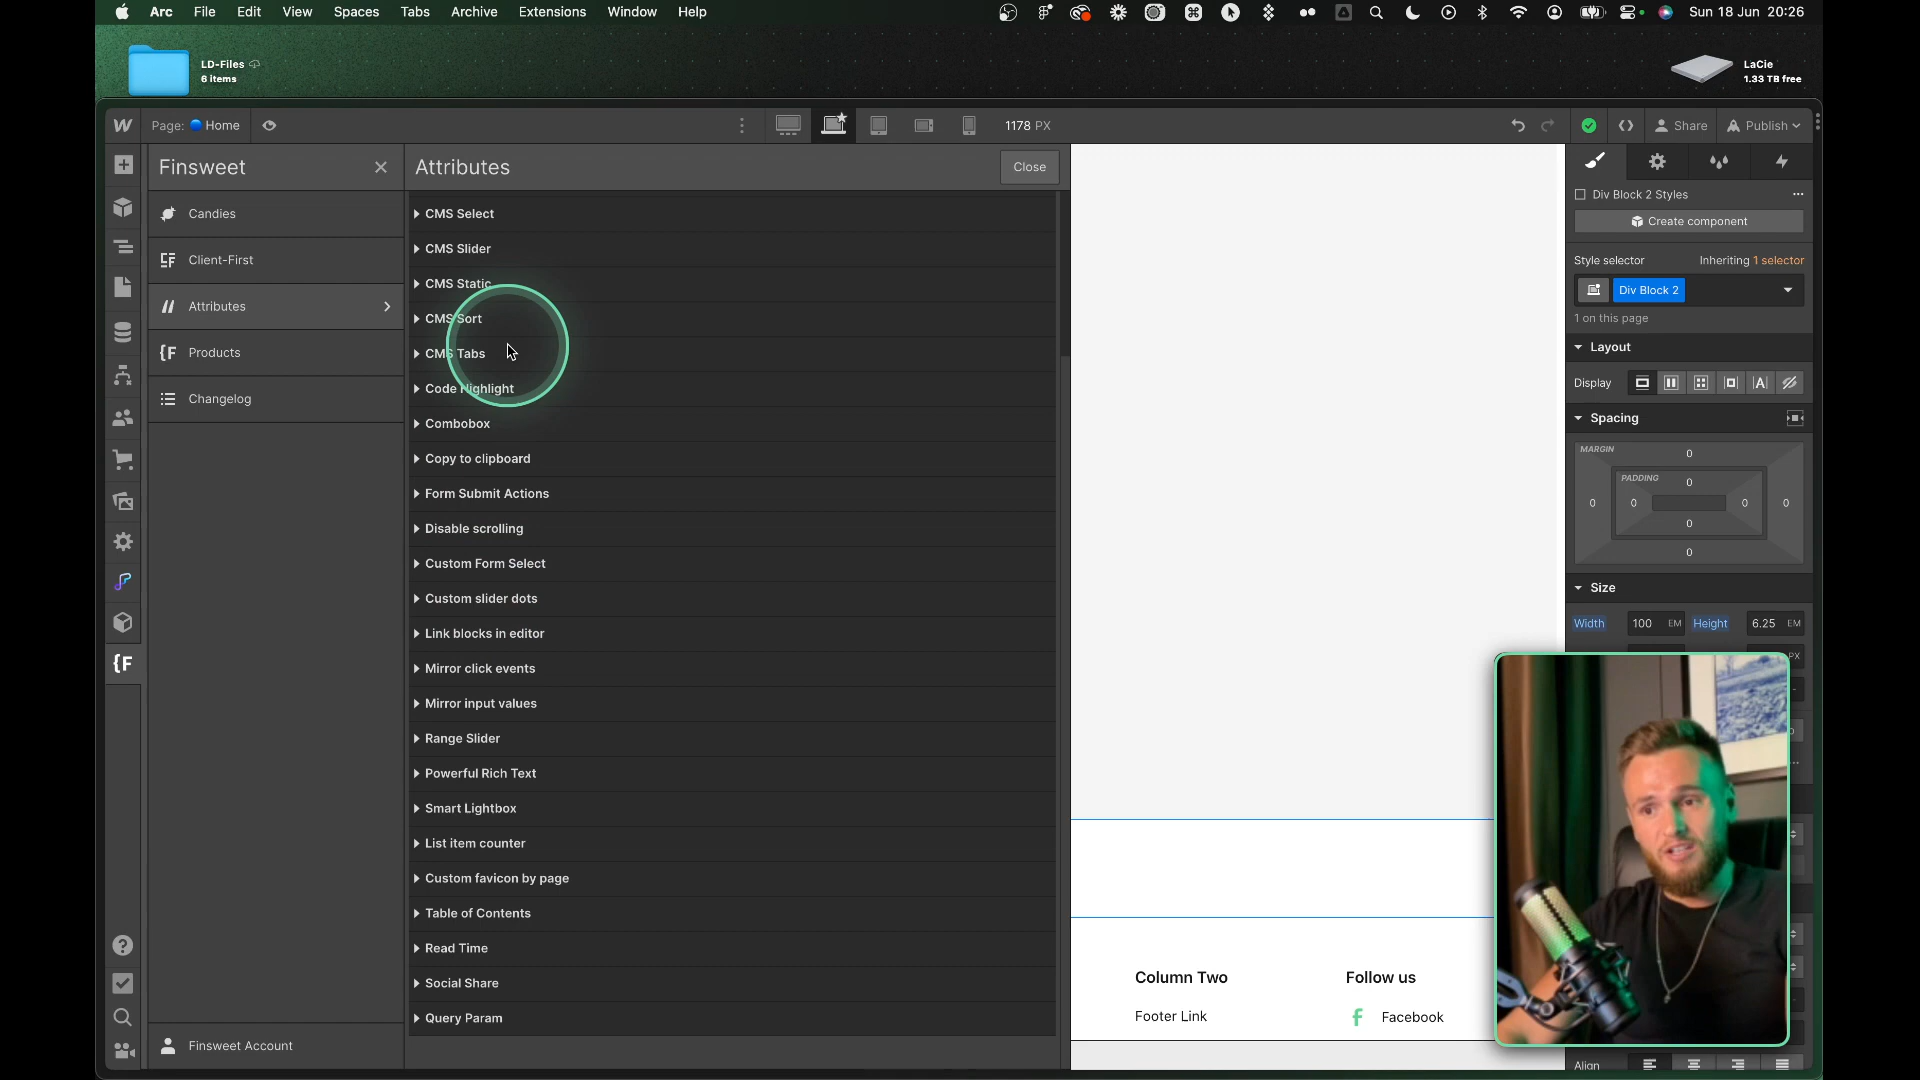 Arc File Edit View Spaces Tabs Archive Extensions Window Help
Sun 18 Jun 20:26
LD-Files
6 items
LaCie
1.33 TB free
Page: Home
1178 PX
Share
Publish
Finsweet
Candies
Client-First
Attributes
Products
Changelog
Finsweet Account
Attributes
Close
CMS Select
CMS Slider
CMS Static
CMS Sort
CMS Tabs
Code Highlight
Combobox
Copy to clipboard
Form Submit Actions
Disable scrolling
Custom Form Select
Custom slider dots
Link blocks in editor
Mirror click events
Mirror input values
Range Slider
Powerful Rich Text
Smart Lightbox
List item counter
Custom favicon by page
Table of Contents
Read Time
Social Share
Query Param
Column Two
Footer Link
Follow us
Facebook
Div Block 2 Styles
Create component
Style selector
Inheriting 1 selector
Div Block 2
1 on this page
Layout
Display
Spacing
MARGIN
0
PADDING
0
0 0 0 0
0
0
Size
Width 100 EM Height 6.25 EM
PX
Align